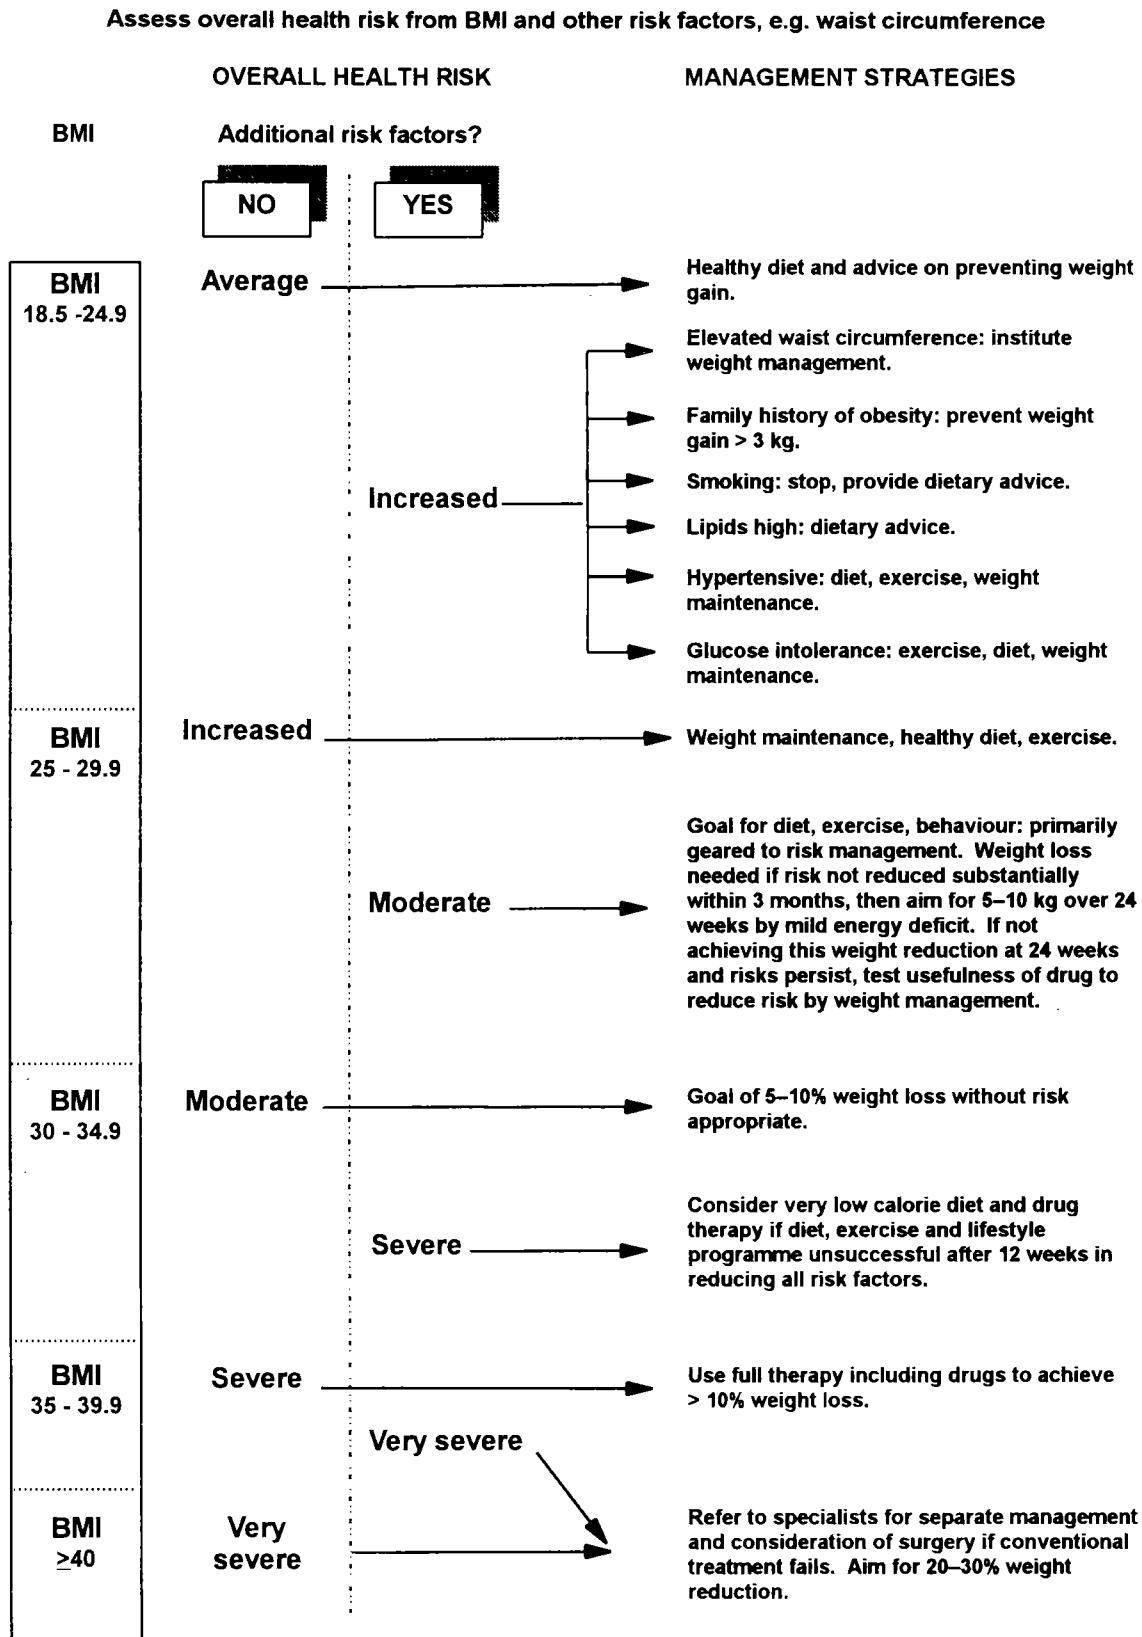 Assess overall health risk from BMI and other risk factors, e.g. waist circumference
OVERALL HEALTH RISK
MANAGEMENT STRATEGIES
BMI
Additional risk factors?
NO
YES
BMI
18.5 -24.9
Average
Healthy diet and advice on preventing weight
gain.
Increased
Elevated waist circumference: institute
weight management.
Family history of obesity: prevent weight
gain > 3 kg.
Smoking: stop, provide dietary advice.
Lipids high: dietary advice.
Hypertensive: diet, exercise, weight
maintenance.
Glucose intolerance: exercise, diet, weight
maintenance.
BMI
25 - 29.9
Increased
Weight maintenance, healthy diet, exercise.
Moderate
Goal for diet, exercise, behaviour: primarily
geared to risk management. Weight loss
needed if risk not reduced substantially
within 3 months, then aim for 5–10 kg over 24
weeks by mild energy deficit. If not
achieving this weight reduction at 24 weeks
and risks persist, test usefulness of drug to
reduce risk by weight management.
BMI
30 - 34.9
Moderate
Goal of 5–10% weight loss without risk
appropriate.
Severe
Consider very low calorie diet and drug
therapy if diet, exercise and lifestyle
programme unsuccessful after 12 weeks in
reducing all risk factors.
BMI
35 - 39.9
Severe
Use full therapy including drugs to achieve
> 10% weight loss.
Very severe
BMI
≥40
Very
severe
Refer to specialists for separate management
and consideration of surgery if conventional
treatment fails. Aim for 20–30% weight
reduction.